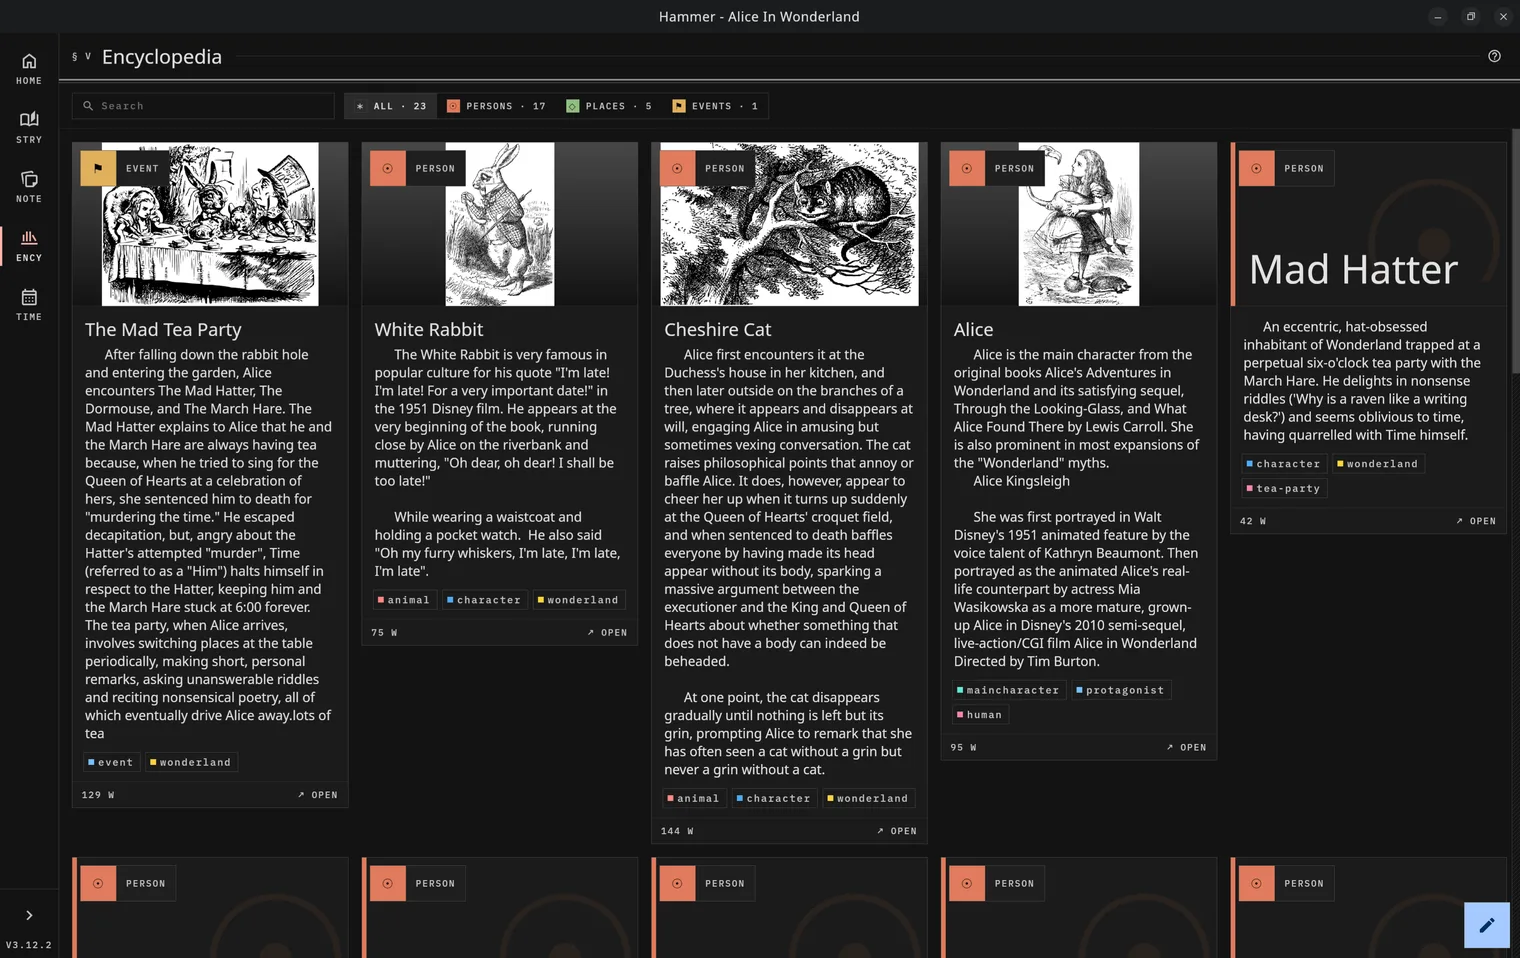 Hammer - Alice In Wonderland
HOME
STRY
NOTE
ENCY
TIME
V3.12.2
§ V Encyclopedia
Search
ALL · 23
PERSONS · 17
PLACES · 5
EVENTS · 1
EVENT
The Mad Tea Party
After falling down the rabbit hole
and entering the garden, Alice
encounters The Mad Hatter, The
Dormouse, and The March Hare. The
Mad Hatter explains to Alice that he and
the March Hare are always having tea
because, when he tried to sing for the
Queen of Hearts at a celebration of
hers, she sentenced him to death for
"murdering the time." He escaped
decapitation, but, angry about the
Hatter's attempted "murder", Time
(referred to as a "Him") halts himself in
respect to the Hatter, keeping him and
the March Hare stuck at 6:00 forever.
The tea party, when Alice arrives,
involves switching places at the table
periodically, making short, personal
remarks, asking unanswerable riddles
and reciting nonsensical poetry, all of
which eventually drive Alice away.lots of
tea
event
wonderland
129 W
OPEN
PERSON
White Rabbit
The White Rabbit is very famous in
popular culture for his quote "I'm late!
I'm late! For a very important date!" in
the 1951 Disney film. He appears at the
very beginning of the book, running
close by Alice on the riverbank and
muttering, "Oh dear, oh dear! I shall be
too late!"
While wearing a waistcoat and
holding a pocket watch.  He also said
"Oh my furry whiskers, I'm late, I'm late,
I'm late".
animal
character
wonderland
75 W
OPEN
PERSON
Cheshire Cat
Alice first encounters it at the
Duchess's house in her kitchen, and
then later outside on the branches of a
tree, where it appears and disappears at
will, engaging Alice in amusing but
sometimes vexing conversation. The cat
raises philosophical points that annoy or
baffle Alice. It does, however, appear to
cheer her up when it turns up suddenly
at the Queen of Hearts' croquet field,
and when sentenced to death baffles
everyone by having made its head
appear without its body, sparking a
massive argument between the
executioner and the King and Queen of
Hearts about whether something that
does not have a body can indeed be
beheaded.
At one point, the cat disappears
gradually until nothing is left but its
grin, prompting Alice to remark that she
has often seen a cat without a grin but
never a grin without a cat.
animal
character
wonderland
144 W
OPEN
PERSON
Alice
Alice is the main character from the
original books Alice's Adventures in
Wonderland and its satisfying sequel,
Through the Looking-Glass, and What
Alice Found There by Lewis Carroll. She
is also prominent in most expansions of
the "Wonderland" myths.
Alice Kingsleigh
She was first portrayed in Walt
Disney's 1951 animated feature by the
voice talent of Kathryn Beaumont. Then
portrayed as the animated Alice's real-
life counterpart by actress Mia
Wasikowska as a more mature, grown-
up Alice in Disney's 2010 semi-sequel,
live-action/CGI film Alice in Wonderland
Directed by Tim Burton.
maincharacter
protagonist
human
95 W
OPEN
PERSON
Mad Hatter
An eccentric, hat-obsessed
inhabitant of Wonderland trapped at a
perpetual six-o'clock tea party with the
March Hare. He delights in nonsense
riddles ('Why is a raven like a writing
desk?') and seems oblivious to time,
having quarrelled with Time himself.
character
wonderland
tea-party
42 W
OPEN
PERSON
PERSON
PERSON
PERSON
PERSON